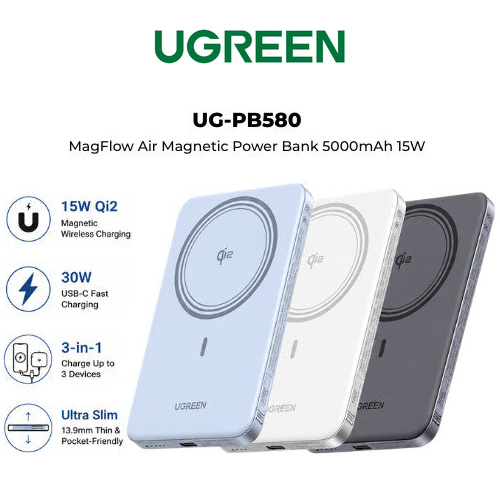 UGREEN
UG-PB580
MagFlow Air Magnetic Power Bank 5000mAh 15W
15W Qi2
Magnetic
Wireless Charging
30W
USB-C Fast
Charging
3-in-1
Charge Up to
3 Devices
Ultra Slim
13.9mm Thin &
Pocket-Friendly
Qi2
UGREEN
Qi2
UGREEN
Qi2